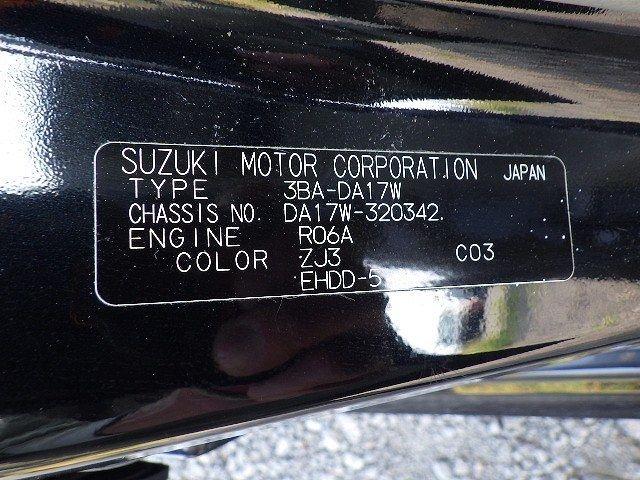 SUZUKI MOTOR CORPORATION JAPAN
TYPE 3BA-DA17W
CHASSIS NO. DA17W-320342.
ENGINE R06A
COLOR ZJ3 C03
EHDD-5